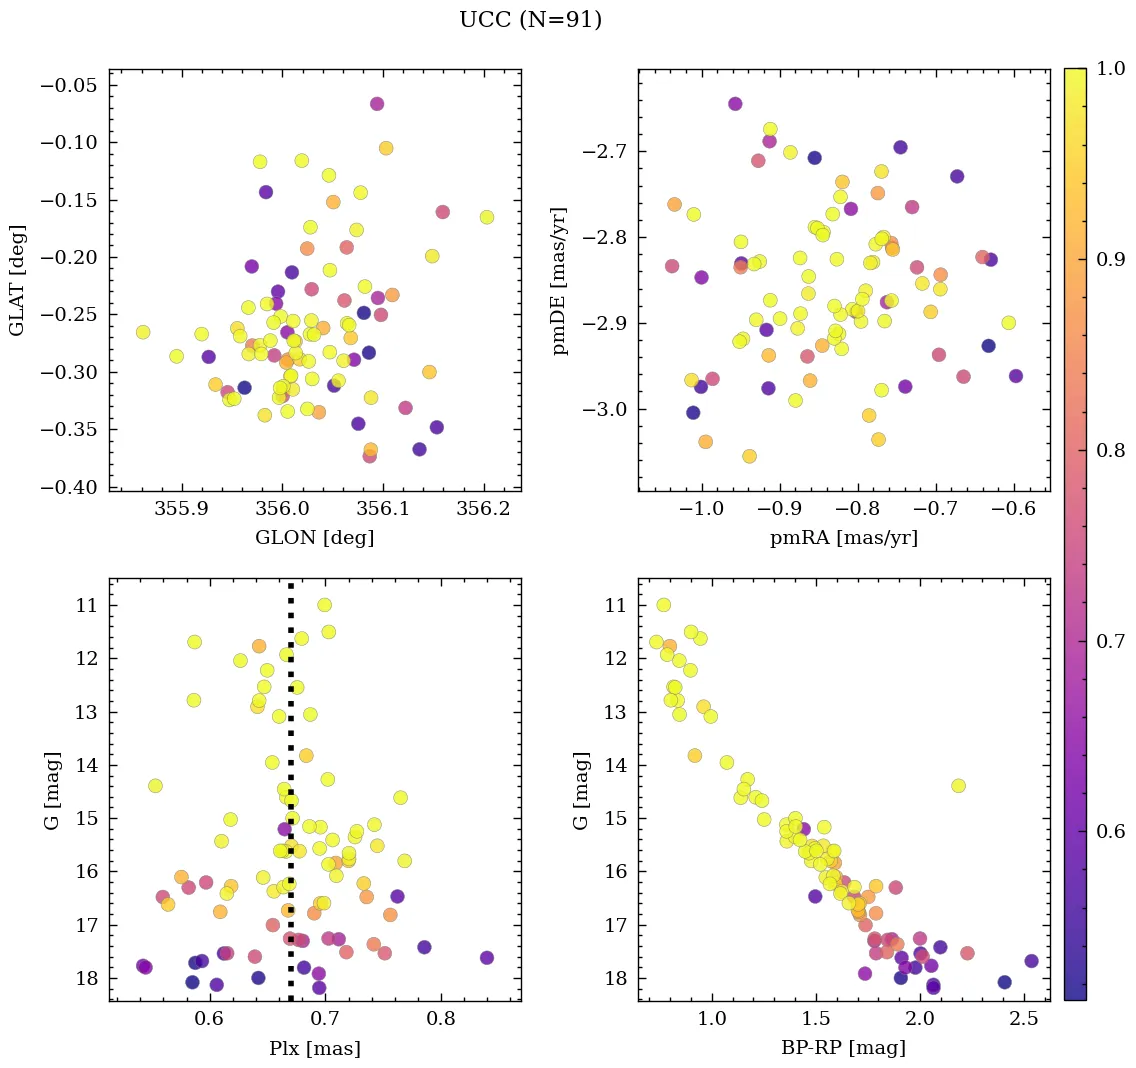 UCC (N=91)
−0.05
−0.10
−0.15
−0.20
−0.25
−0.30
−0.35
−0.40
GLAT [deg]
355.9 356.0 356.1 356.2
GLON [deg]
−2.7
−2.8
−2.9
−3.0
pmDE [mas/yr]
−1.0 −0.9 −0.8 −0.7 −0.6
pmRA [mas/yr]
1.0
0.9
0.8
0.7
0.6
11
12
13
14
15
16
17
18
G [mag]
0.6 0.7 0.8
Plx [mas]
11
12
13
14
15
16
17
18
G [mag]
1.0 1.5 2.0 2.5
BP-RP [mag]